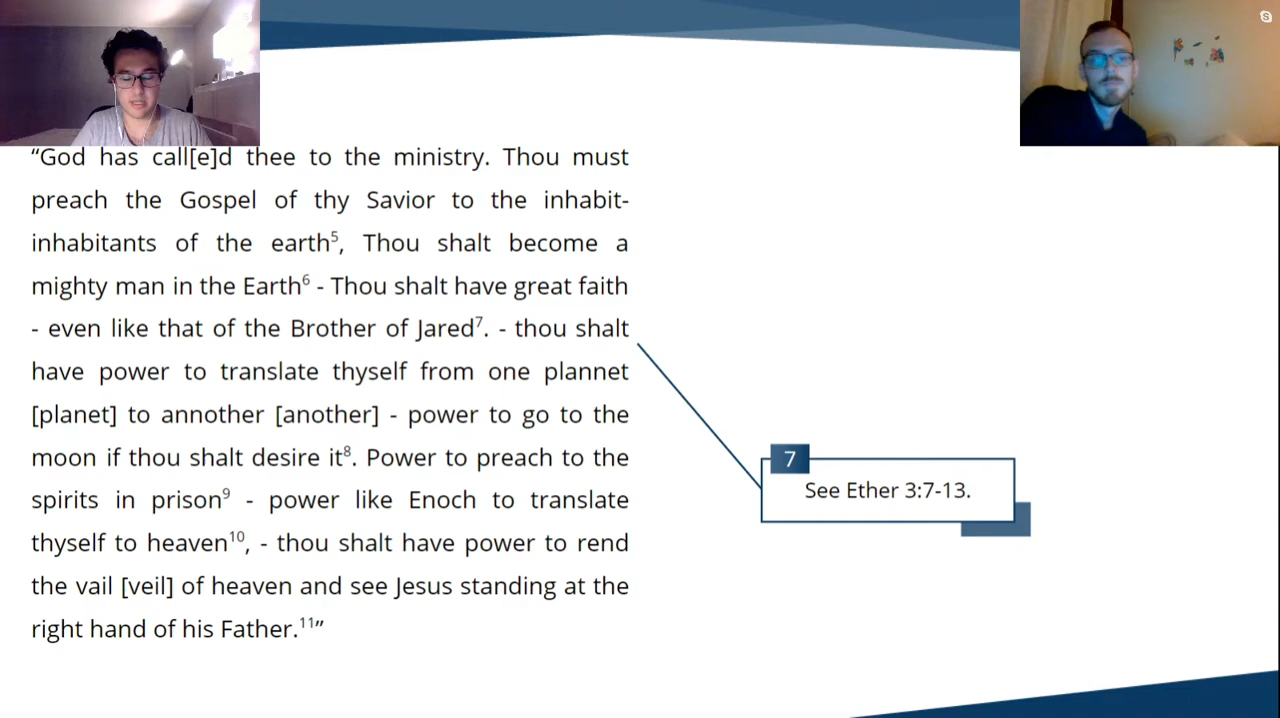 “God has call[e]d thee to the ministry. Thou must
preach the Gospel of thy Savior to the inhabit-
inhabitants of the earth⁵, Thou shalt become a
mighty man in the Earth⁶ - Thou shalt have great faith
- even like that of the Brother of Jared⁷. - thou shalt
have power to translate thyself from one plannet
[planet] to annother [another] - power to go to the
moon if thou shalt desire it⁸. Power to preach to the
spirits in prison⁹ - power like Enoch to translate
thyself to heaven¹⁰, - thou shalt have power to rend
the vail [veil] of heaven and see Jesus standing at the
right hand of his Father.¹¹”
7
See Ether 3:7-13.